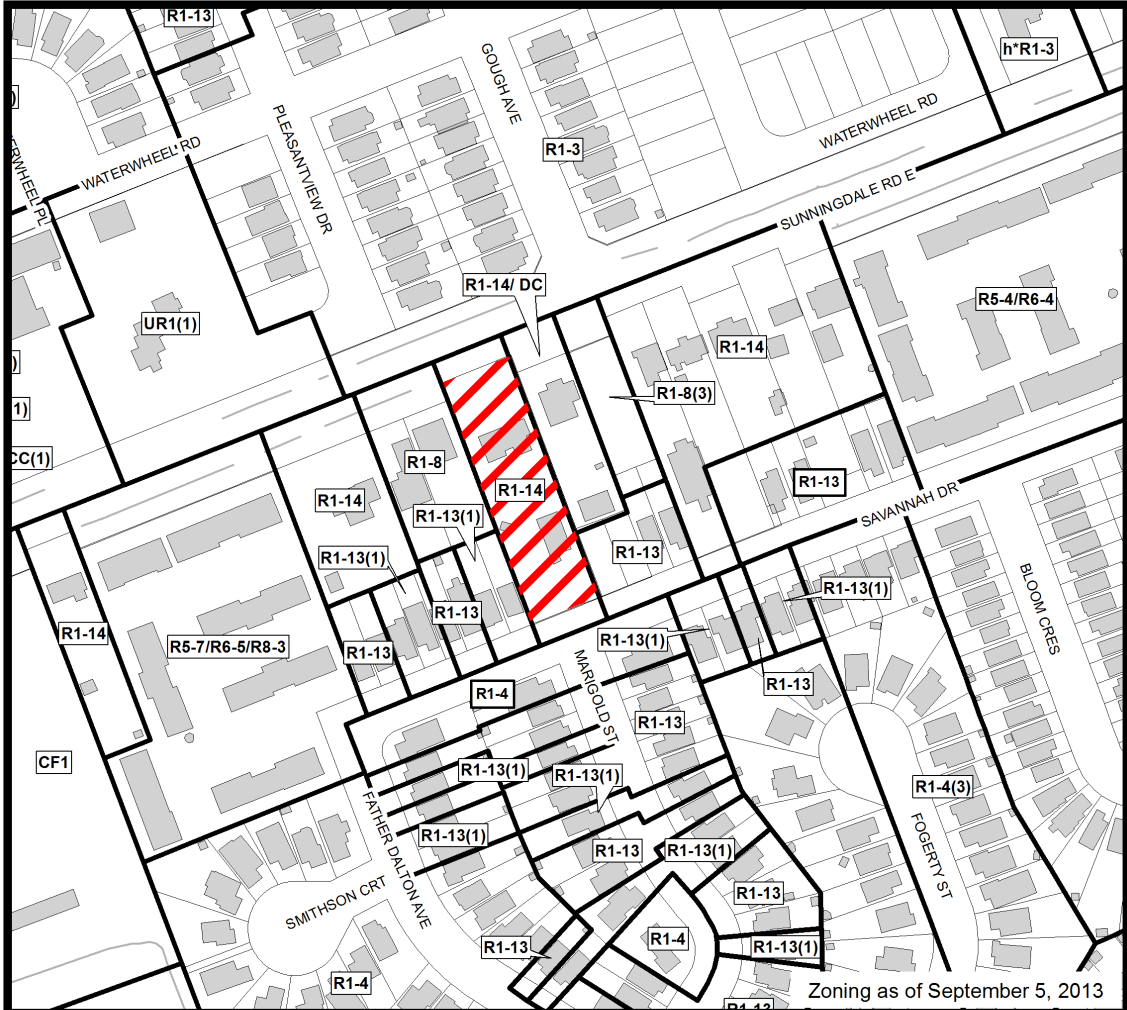 R1-13
h*R1-3
GOUGH AVE
PLEASANTVIEW DR
WATERWHEEL RD
R1-3
WATERWHEEL RD
SUNNINGDALE RD E
R1-14/ DC
R5-4/R6-4
UR1(1)
R1-14
R1-8(3)
1)
CC(1)
R1-8
R1-14
R1-14
R1-13
R1-13(1)
SAVANNAH DR
R1-13
R1-13(1)
R1-13(1)
BLOOM CRES
R1-13
R1-14
R5-7/R6-5/R8-3
R1-13
R1-13(1)
R1-13
R1-4
MARIGOLD ST
R1-13
CF1
R1-13(1)
R1-13(1)
R1-4(3)
FATHER DALTON AVE
R1-13(1)
R1-13
R1-13(1)
FOGERTY ST
SMITHSON CRT
R1-13
R1-13
R1-4
R1-13(1)
R1-4
Zoning as of September 5, 2013
R1-13